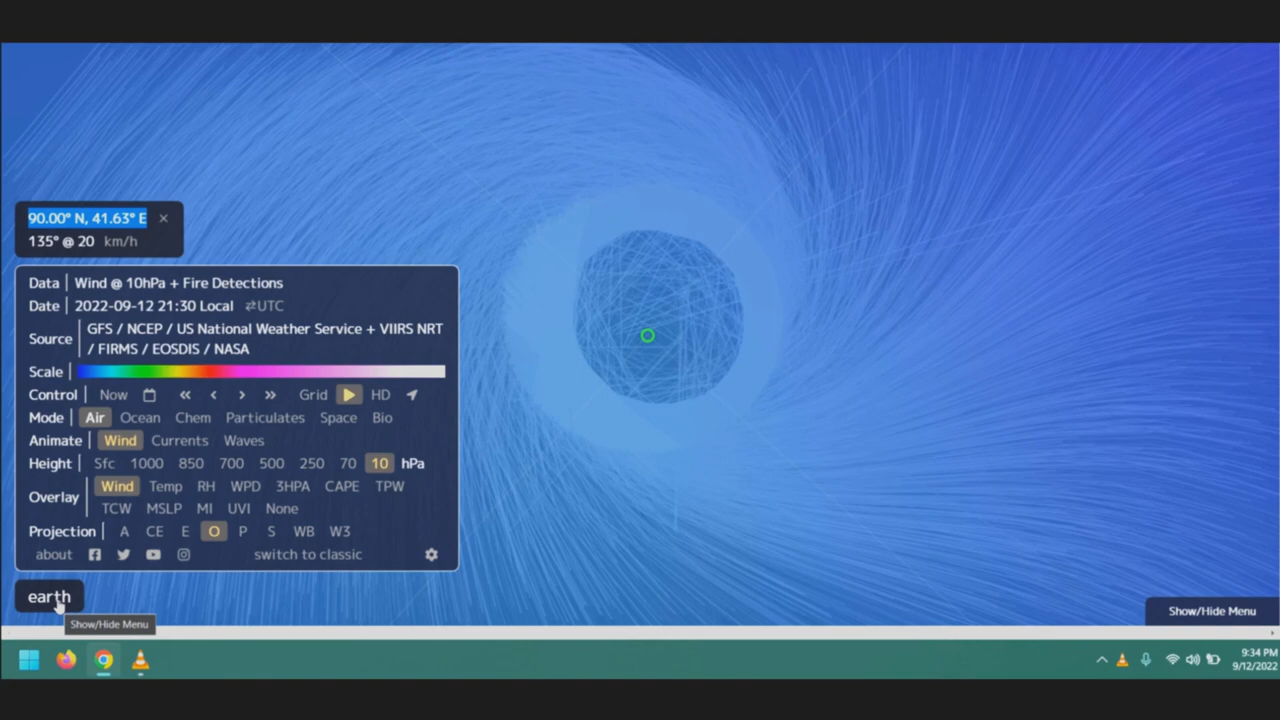 90.00° N, 41.63° E ×
135° @ 20 km/h
Data | Wind @ 10hPa + Fire Detections
Date | 2022-09-12 21:30 Local ⇄UTC
Source | GFS / NCEP / US National Weather Service + VIIRS NRT
/ FIRMS / EOSDIS / NASA
Scale |
Control | Now « ‹ › » Grid HD
Mode | Air Ocean Chem Particulates Space Bio
Animate | Wind Currents Waves
Height | Sfc 1000 850 700 500 250 70 10 hPa
Overlay | Wind Temp RH WPD 3HPA CAPE TPW
TCW MSLP MI UVI None
Projection | A CE E O P S WB W3
about switch to classic
earth
Show/Hide Menu
Show/Hide Menu
9:34 PM
9/12/2022